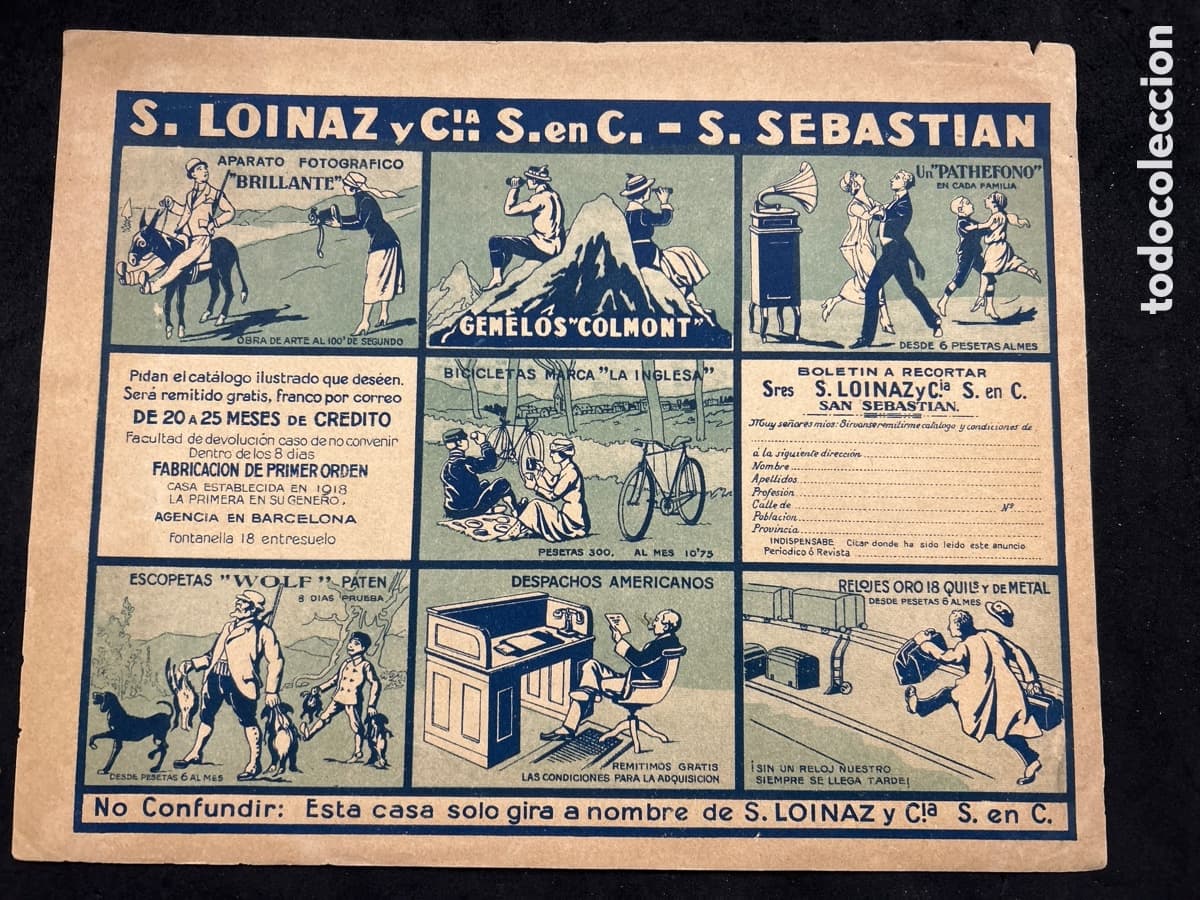 S. LOINAZ y Cia S. en C. - S. SEBASTIAN
APARATO FOTOGRAFICO
"BRILLANTE"
OBRA DE ARTE AL 100º DE SEGUNDO
GEMELOS "COLMONT"
Un "PATHEFONO"
EN CADA FAMILIA
DESDE 6 PESETAS AL MES
Pidan el catálogo ilustrado que deséen.
Será remitido gratis, franco por correo
DE 20 A 25 MESES de CREDITO
Facultad de devolución caso de no convenir
Dentro de los 8 dias
FABRICACION DE PRIMER ORDEN
CASA ESTABLECIDA EN 1918
LA PRIMERA EN SU GENERO.
AGENCIA EN BARCELONA
Fontanella 18 entresuelo
BICICLETAS MARCA "LA INGLESA"
PESETAS 300, AL MES 10'75
BOLETIN A RECORTAR
Sres S. LOINAZ y Cia S. en C.
SAN SEBASTIAN.
Muy señores mios: Sirvanse remitirme catálogo y condiciones de
á la siguiente dirección
Nombre
Apellidos
Profesión
Calle de Nº
Poblacion
Provincia
INDISPENSABE Citar donde ha sido leido este anuncio
Periodico ó Revista
ESCOPETAS "WOLF" PATEN
8 DIAS PRUEBA
DESDE PESETAS 6 AL MES
DESPACHOS AMERICANOS
REMITIMOS GRATIS
LAS CONDICIONES PARA LA ADQUISICION
RELOJES ORO 18 QUILs Y DE METAL
DESDE PESETAS 6 AL MES
¡SIN UN RELOJ NUESTRO
SIEMPRE SE LLEGA TARDE!
No Confundir: Esta casa solo gira a nombre de S. LOINAZ y Cia S. en C.
todocoleccion